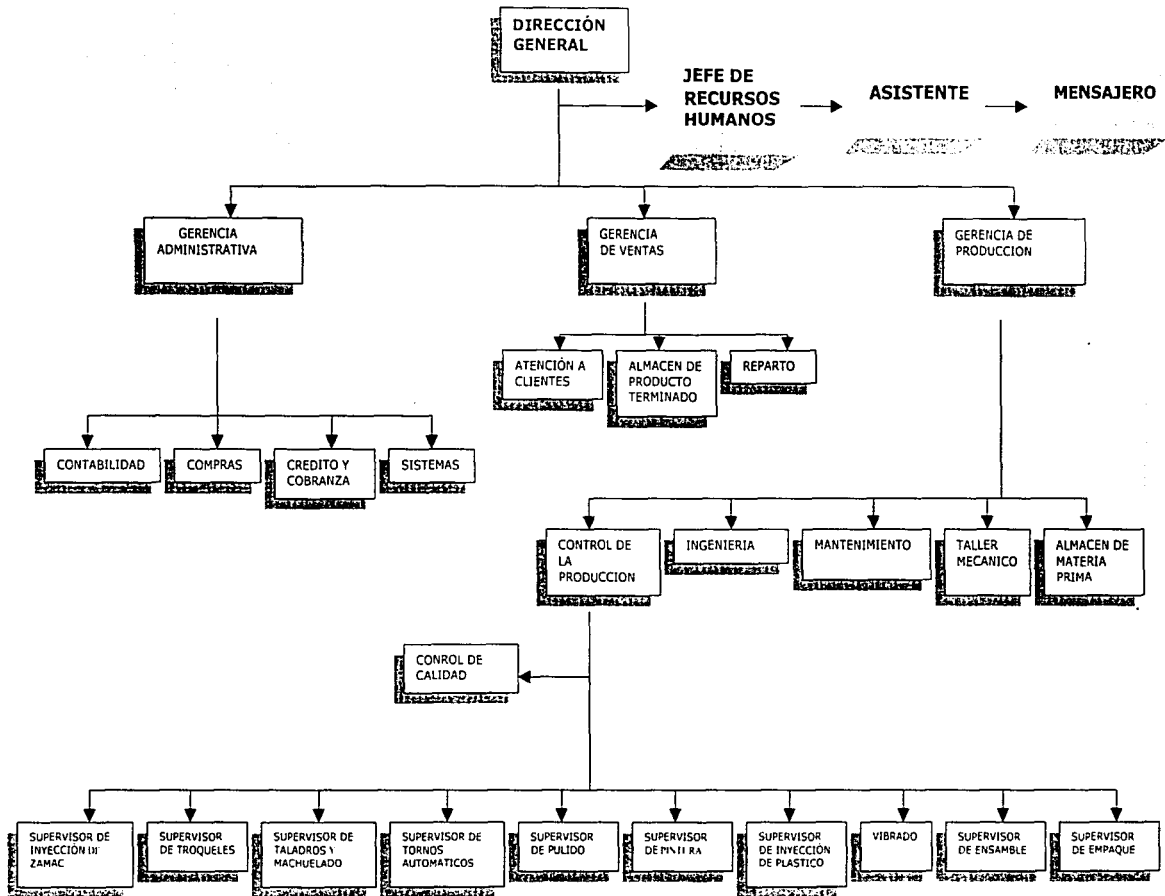 DIRECCIÓN
GENERAL
JEFE DE
RECURSOS
HUMANOS
ASISTENTE
MENSAJERO
GERENCIA
ADMINISTRATIVA
GERENCIA
DE VENTAS
GERENCIA DE
PRODUCCION
ATENCIÓN A
CLIENTES
ALMACEN DE
PRODUCTO
TERMINADO
REPARTO
CONTABILIDAD
COMPRAS
CREDITO Y
COBRANZA
SISTEMAS
CONTROL DE
LA
PRODUCCION
INGENIERIA
MANTENIMIENTO
TALLER
MECANICO
ALMACEN DE
MATERIA
PRIMA
CONROL DE
CALIDAD
SUPERVISOR DE
INYECCIÓN DE
ZAMAC
SUPERVISOR
DE TROQUELES
SUPERVISOR DE
TALADROS Y
MACHUELADO
SUPERVISOR DE
TORNOS
AUTOMATICOS
SUPERVISOR
DE PULIDO
SUPERVISOR
DE PINTURA
SUPERVISOR
DE INYECCIÓN
DE PLASTICO
VIBRADO
SUPERVISOR
DE ENSAMBLE
SUPERVISOR
DE EMPAQUE